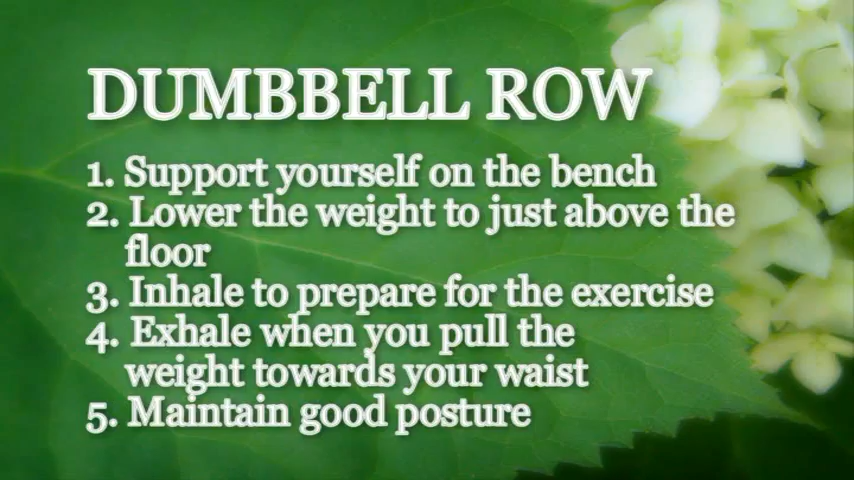 DUMBBELL ROW
1. Support yourself on the bench
2. Lower the weight to just above the
floor
3. Inhale to prepare for the exercise
4. Exhale when you pull the
weight towards your waist
5. Maintain good posture